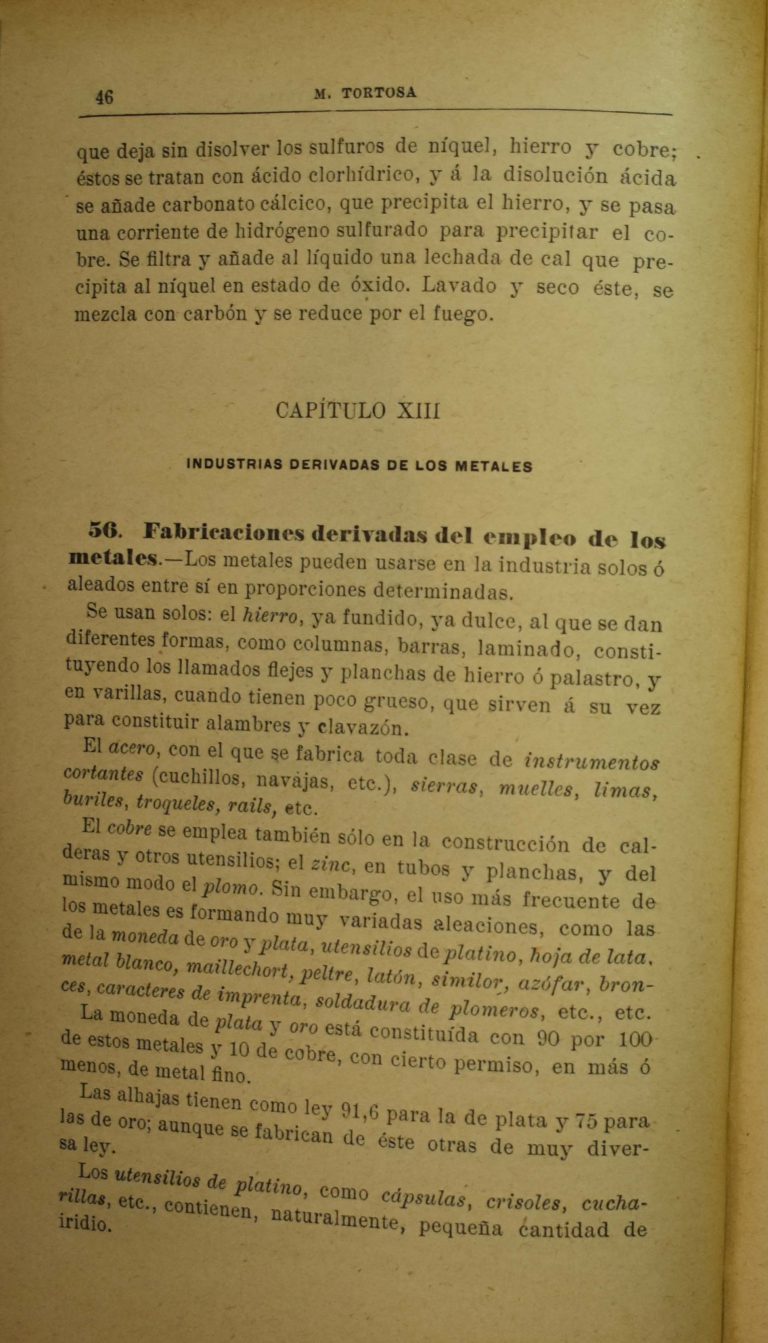 46
M. TORTOSA
que deja sin disolver los sulfuros de níquel, hierro y cobre;
éstos se tratan con ácido clorhídrico, y á la disolución ácida
se añade carbonato cálcico, que precipita el hierro, y se pasa
una corriente de hidrógeno sulfurado para precipitar el co-
bre. Se filtra y añade al líquido una lechada de cal que pre-
cipita al níquel en estado de óxido. Lavado y seco éste, se
mezcla con carbón y se reduce por el fuego.
CAPÍTULO XIII
INDUSTRIAS DERIVADAS DE LOS METALES
56. Fabricaciones derivadas del empleo de los
metales.—Los metales pueden usarse en la industria solos ó
aleados entre sí en proporciones determinadas.
Se usan solos: el hierro, ya fundido, ya dulce, al que se dan
diferentes formas, como columnas, barras, laminado, consti-
tuyendo los llamados flejes y planchas de hierro ó palastro, y
en varillas, cuando tienen poco grueso, que sirven á su vez
para constituir alambres y clavazón.
El acero, con el que se fabrica toda clase de instrumentos
cortantes (cuchillos, navajas, etc.), sierras, muelles, limas,
buriles, troqueles, rails, etc.
El cobre se emplea también sólo en la construcción de cal-
deras y otros utensilios; el zinc, en tubos y planchas, y del
mismo modo el plomo. Sin embargo, el uso más frecuente de
los metales es formando muy variadas aleaciones, como las
de la moneda de oro y plata, utensilios de platino, hoja de lata,
metal blanco, maillechort, peltre, latón, similor, azófar, bron-
ces, caracteres de imprenta, soldadura de plomeros, etc., etc.
La moneda de plata y oro está constituída con 90 por 100
de estos metales y 10 de cobre, con cierto permiso, en más ó
menos, de metal fino.
Las alhajas tienen como ley 91,6 para la de plata y 75 para
las de oro; aunque se fabrican de éste otras de muy diver-
sa ley.
Los utensilios de platino, como cápsulas, crisoles, cucha-
rillas, etc., contienen, naturalmente, pequeña cantidad de
iridio.